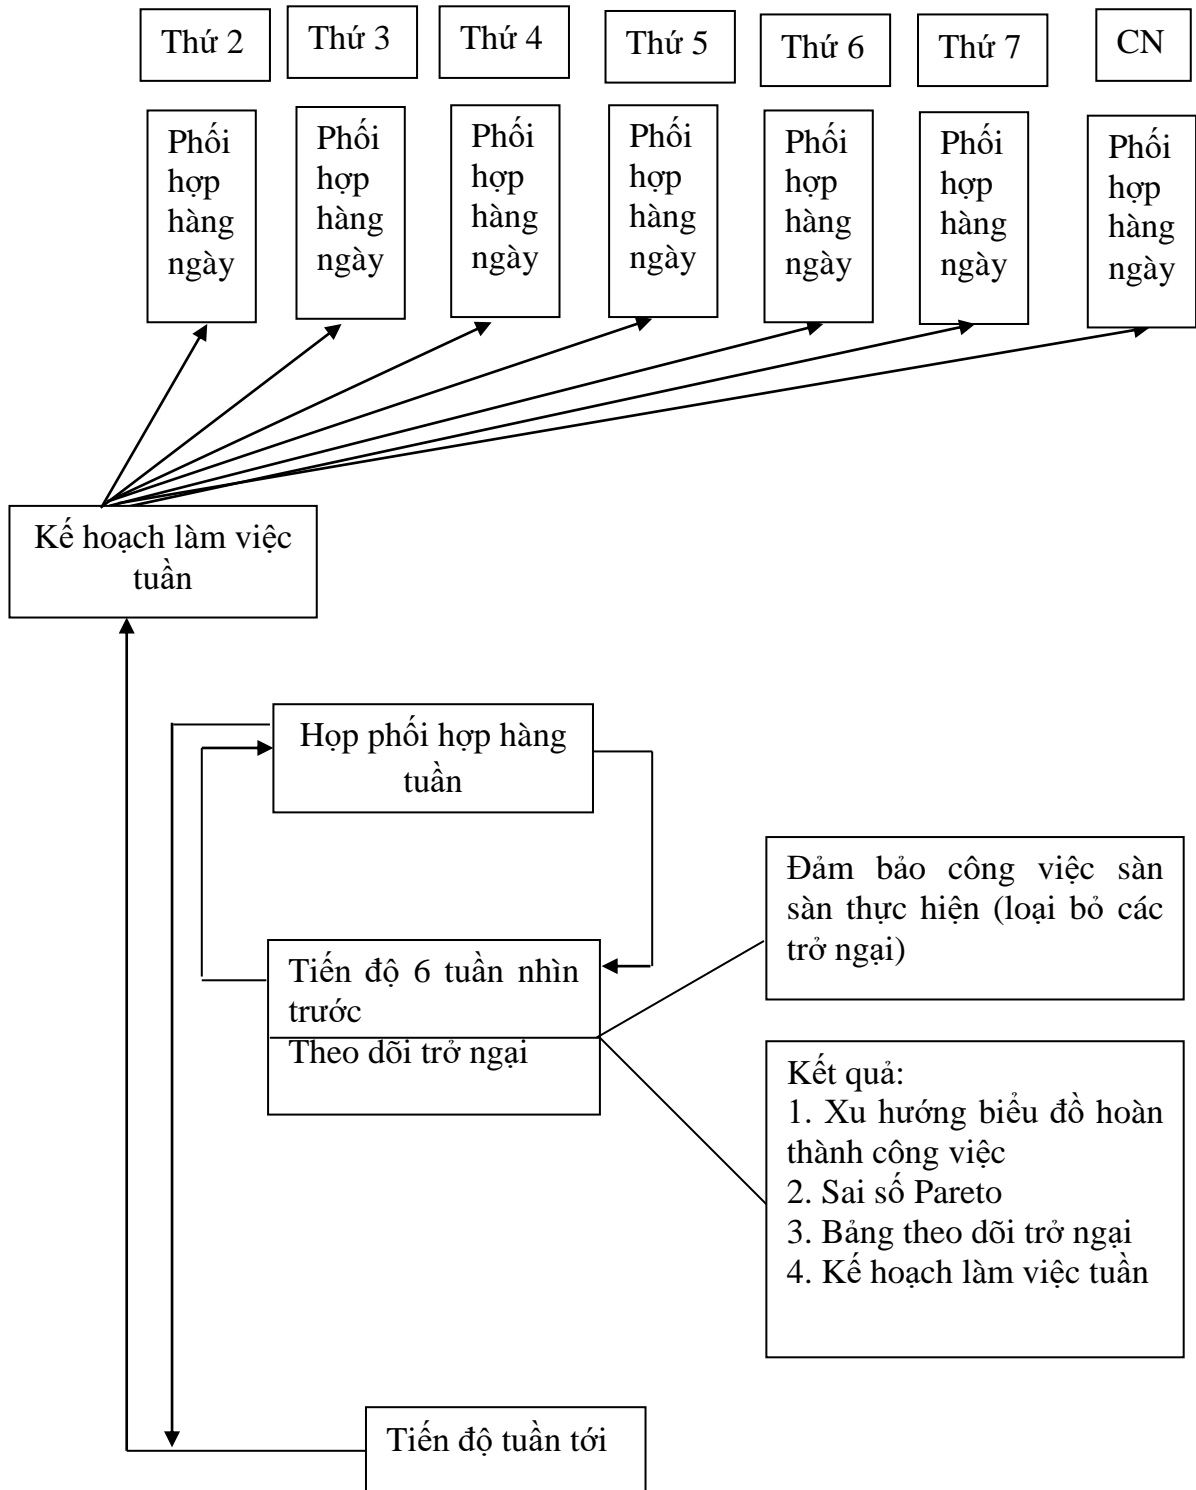 Thứ 2
Thứ 3
Thứ 4
Thứ 5
Thứ 6
Thứ 7
CN
Phối
hợp
hàng
ngày
Phối
hợp
hàng
ngày
Phối
hợp
hàng
ngày
Phối
hợp
hàng
ngày
Phối
hợp
hàng
ngày
Phối
hợp
hàng
ngày
Phối
hợp
hàng
ngày
Kế hoạch làm việc
tuần
Họp phối hợp hàng
tuần
Đảm bảo công việc sàn
sàn thực hiện (loại bỏ các
trở ngại)
Tiến độ 6 tuần nhìn
trước
Theo dõi trở ngại
Kết quả:
1. Xu hướng biểu đồ hoàn
thành công việc
2. Sai số Pareto
3. Bảng theo dõi trở ngại
4. Kế hoạch làm việc tuần
Tiến độ tuần tới